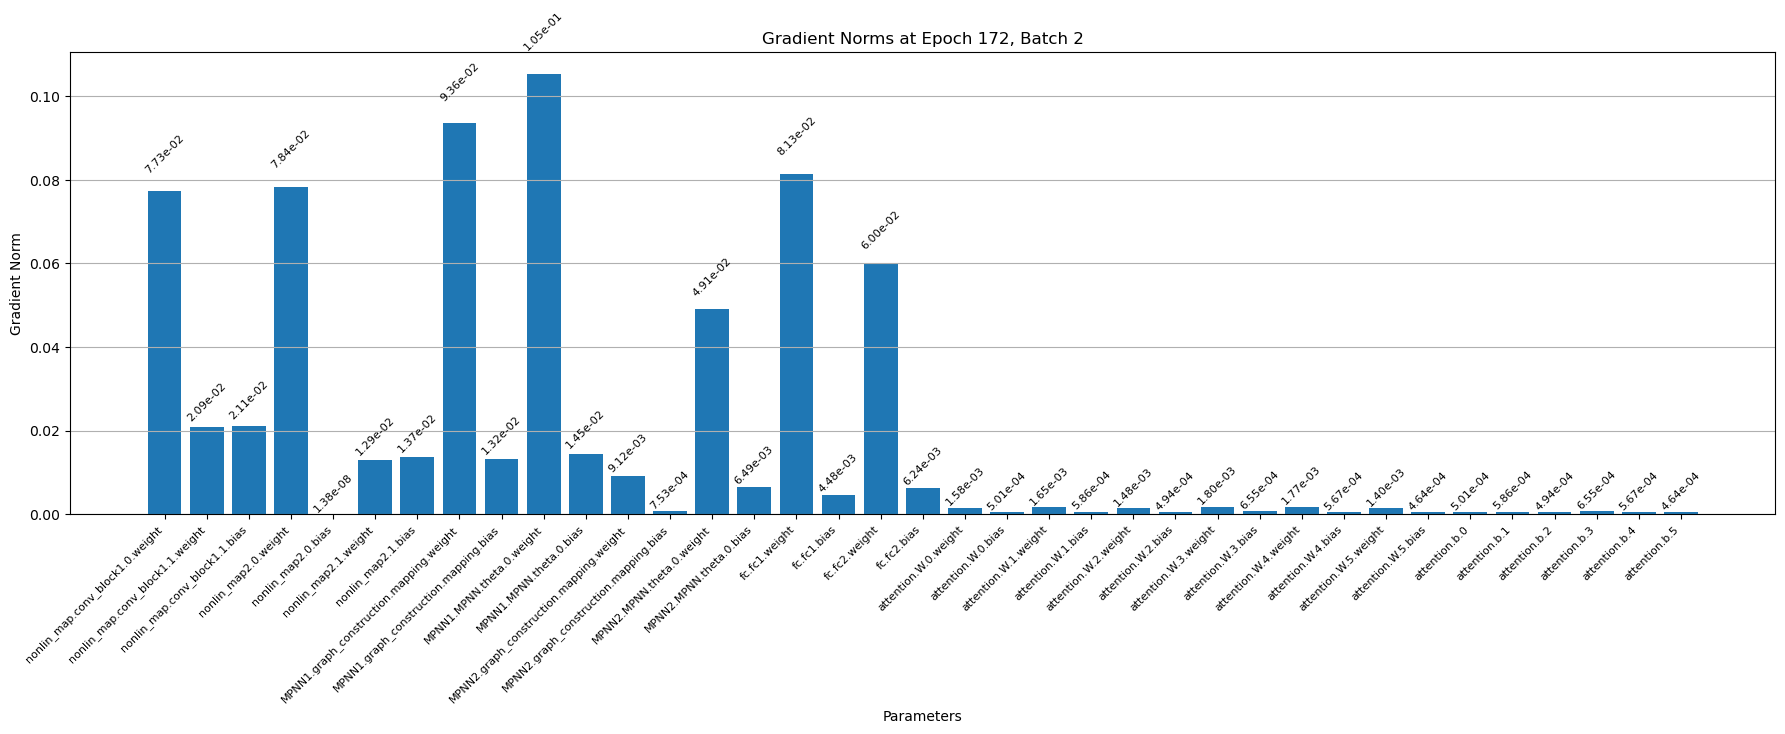 Gradient Norms at Epoch 172, Batch 2
Gradient Norm
0.10
0.08
0.06
0.04
0.02
0.00
7.73e-02
2.09e-02
2.11e-02
7.84e-02
1.38e-08
1.29e-02
1.37e-02
9.36e-02
1.32e-02
1.05e-01
1.45e-02
9.12e-03
7.53e-04
4.91e-02
6.49e-03
8.13e-02
4.48e-03
6.00e-02
6.24e-03
1.58e-03
5.01e-04
1.65e-03
5.86e-04
1.48e-03
4.94e-04
1.80e-03
6.55e-04
1.77e-03
5.67e-04
1.40e-03
4.64e-04
5.01e-04
5.86e-04
4.94e-04
6.55e-04
5.67e-04
4.64e-04
nonlin_map.conv_block1.0.weight
nonlin_map.conv_block1.1.weight
nonlin_map.conv_block1.1.bias
nonlin_map2.0.weight
nonlin_map2.0.bias
nonlin_map2.1.weight
nonlin_map2.1.bias
MPNN1.graph_construction.mapping.weight
MPNN1.graph_construction.mapping.bias
MPNN1.MPNN.theta.0.weight
MPNN1.MPNN.theta.0.bias
MPNN2.graph_construction.mapping.weight
MPNN2.graph_construction.mapping.bias
MPNN2.MPNN.theta.0.weight
MPNN2.MPNN.theta.0.bias
fc.fc1.weight
fc.fc1.bias
fc.fc2.weight
fc.fc2.bias
attention.W.0.weight
attention.W.0.bias
attention.W.1.weight
attention.W.1.bias
attention.W.2.weight
attention.W.2.bias
attention.W.3.weight
attention.W.3.bias
attention.W.4.weight
attention.W.4.bias
attention.W.5.weight
attention.W.5.bias
attention.b.0
attention.b.1
attention.b.2
attention.b.3
attention.b.4
attention.b.5
Parameters